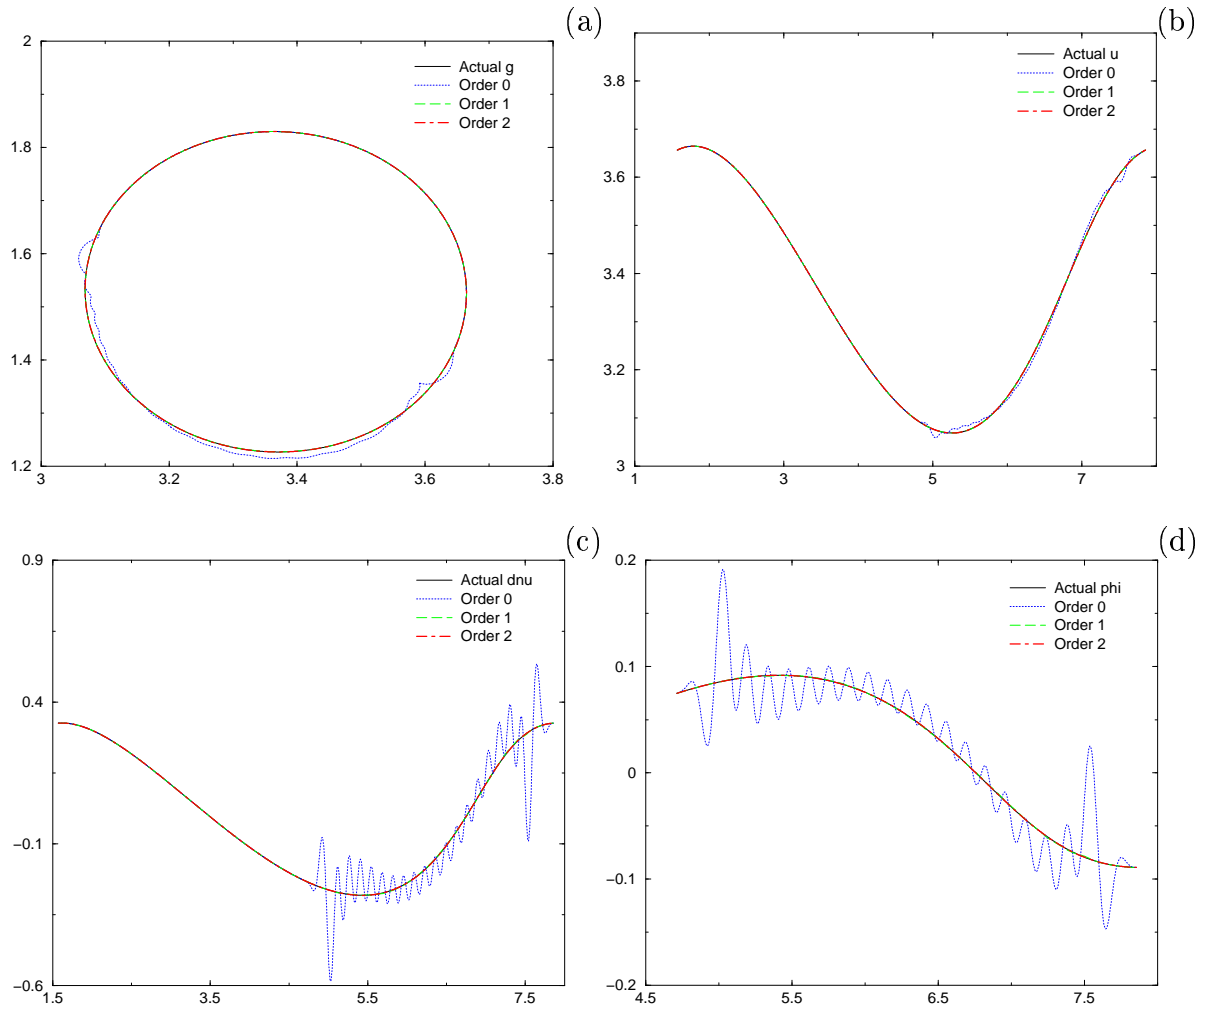 (a)
2
1.8
1.6
1.4
1.2
3
3.2
3.4
3.6
3.8
Actual g
Order 0
Order 1
Order 2
(b)
3.8
3.6
3.4
3.2
3
1
3
5
7
Actual u
Order 0
Order 1
Order 2
(c)
0.9
0.4
−0.1
−0.6
1.5
3.5
5.5
7.5
Actual dnu
Order 0
Order 1
Order 2
(d)
0.2
0.1
0
−0.1
−0.2
4.5
5.5
6.5
7.5
Actual phi
Order 0
Order 1
Order 2